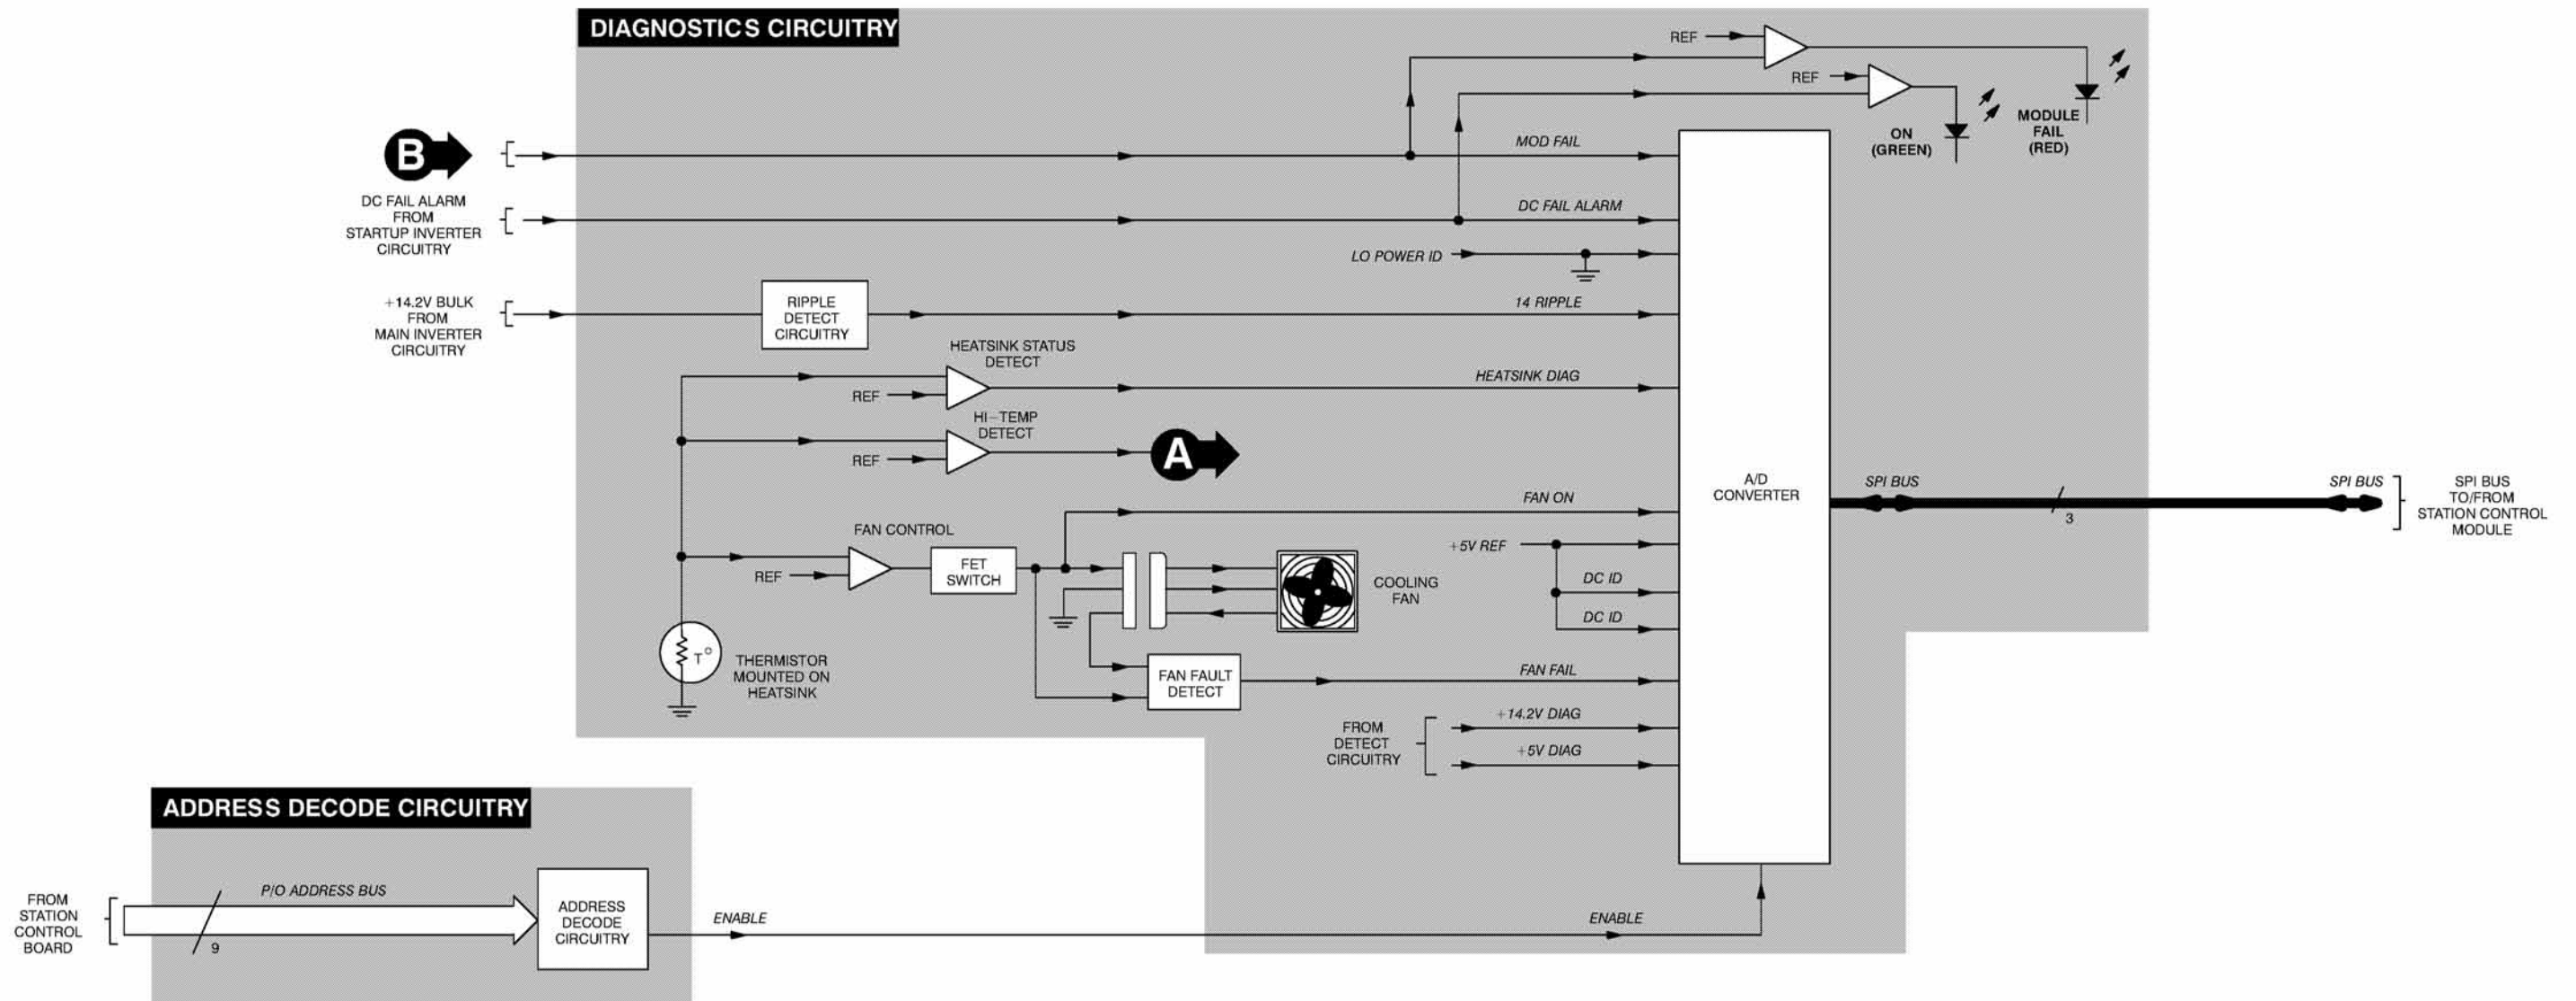 DIAGNOSTICS CIRCUITRY
REF
REF
MODULE
FAIL
(RED)
ON
(GREEN)
B
MOD FAIL
DC FAIL ALARM
FROM
STARTUP INVERTER
CIRCUITRY
DC FAIL ALARM
LO POWER ID
+14.2V BULK
FROM
MAIN INVERTER
CIRCUITRY
RIPPLE
DETECT
CIRCUITRY
14 RIPPLE
HEATSINK STATUS
DETECT
REF
HEATSINK DIAG
HI-TEMP
DETECT
REF
A
A/D
CONVERTER
SPI BUS
3
SPI BUS
SPI BUS
TO/FROM
STATION CONTROL
MODULE
FAN ON
FAN CONTROL
REF
FET
SWITCH
COOLING
FAN
+5V REF
DC ID
DC ID
T°
THERMISTOR
MOUNTED ON
HEATSINK
FAN FAULT
DETECT
FAN FAIL
FROM
DETECT
CIRCUITRY
+14.2V DIAG
+5V DIAG
ADDRESS DECODE CIRCUITRY
FROM
STATION
CONTROL
BOARD
P/O ADDRESS BUS
9
ADDRESS
DECODE
CIRCUITRY
ENABLE
ENABLE